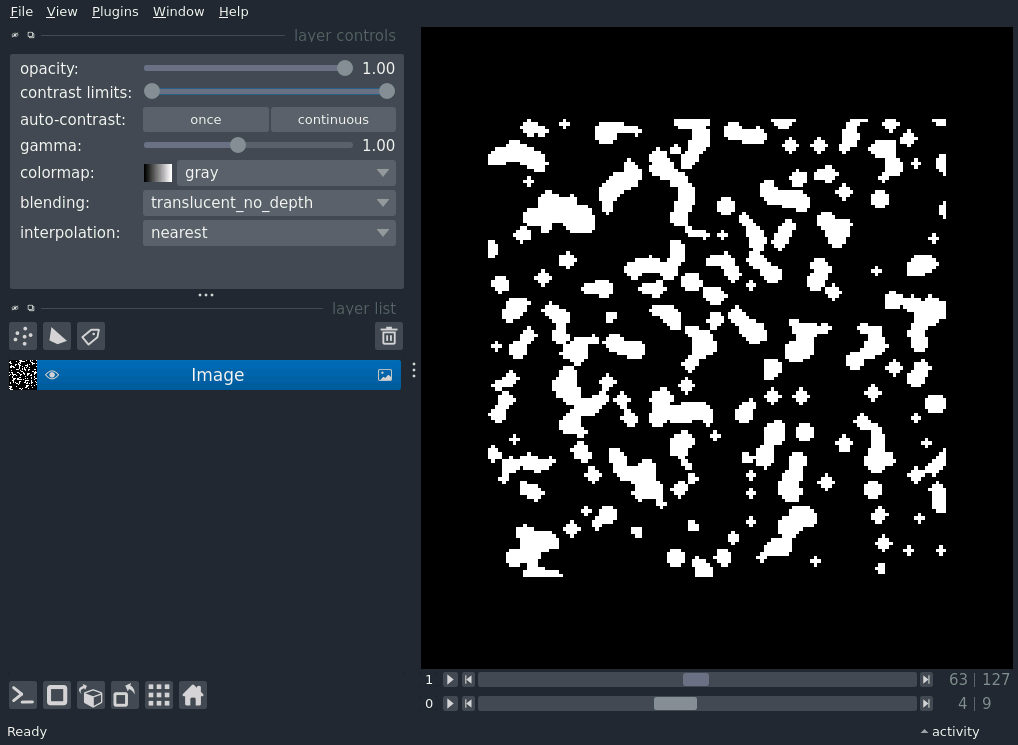 File View Plugins Window Help
layer controls
opacity: 1.00
contrast limits:
auto-contrast: once continuous
gamma: 1.00
colormap: gray
blending: translucent_no_depth
interpolation: nearest
layer list
Image
1 63 | 127
0 4 | 9
Ready activity